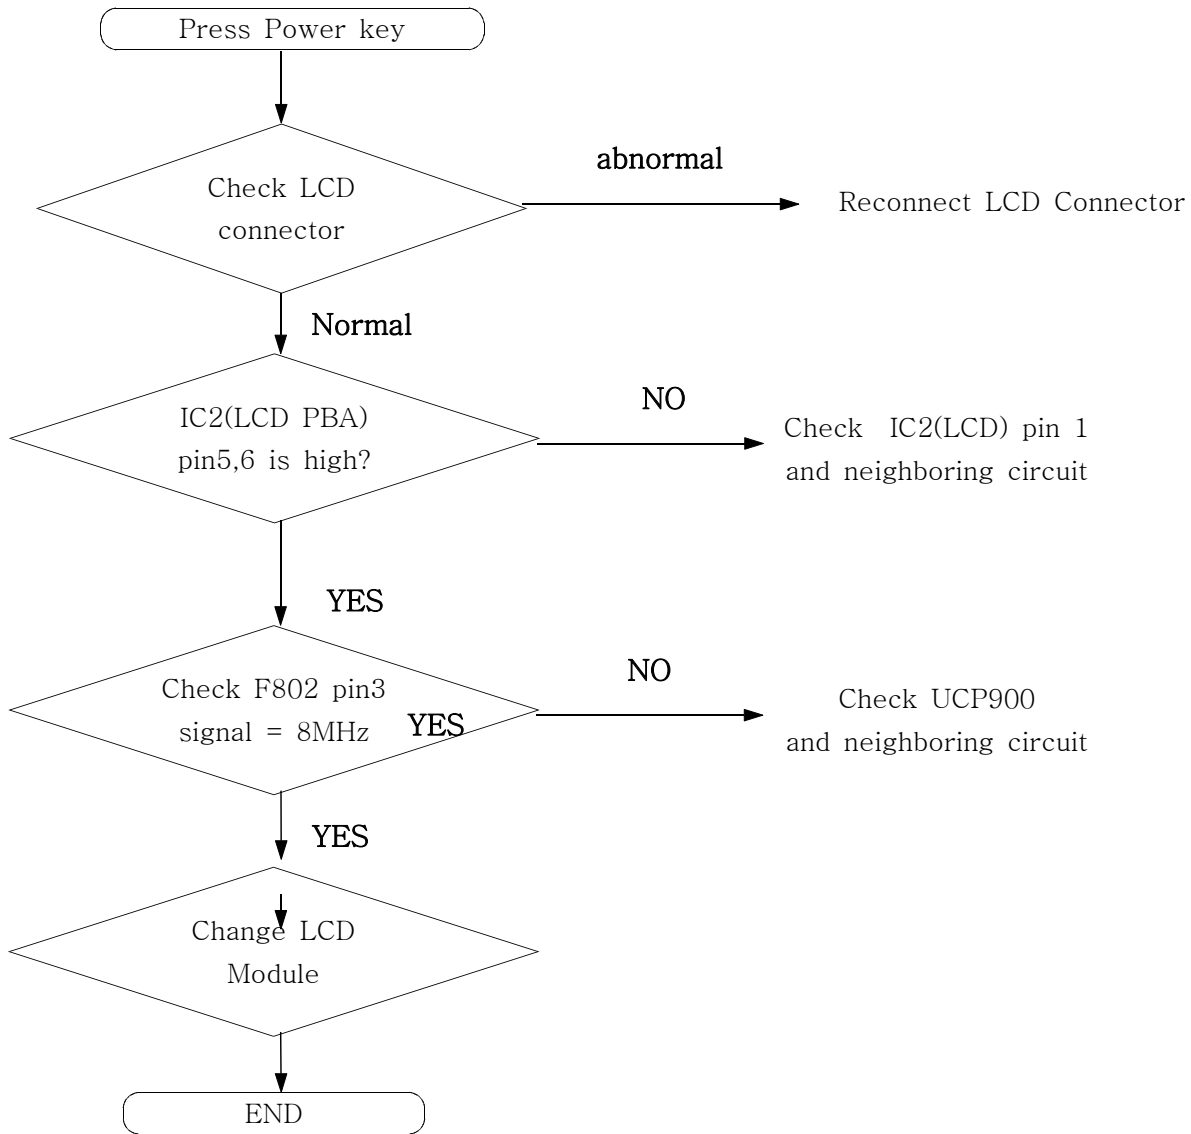 Press Power key
Check LCD
connector
abnormal
Reconnect LCD Connector
Normal
IC2(LCD PBA)
pin5,6 is high?
NO
Check IC2(LCD) pin 1
and neighboring circuit
YES
Check F802 pin3
signal = 8MHz
YES
NO
Check UCP900
and neighboring circuit
YES
Change LCD
Module
END